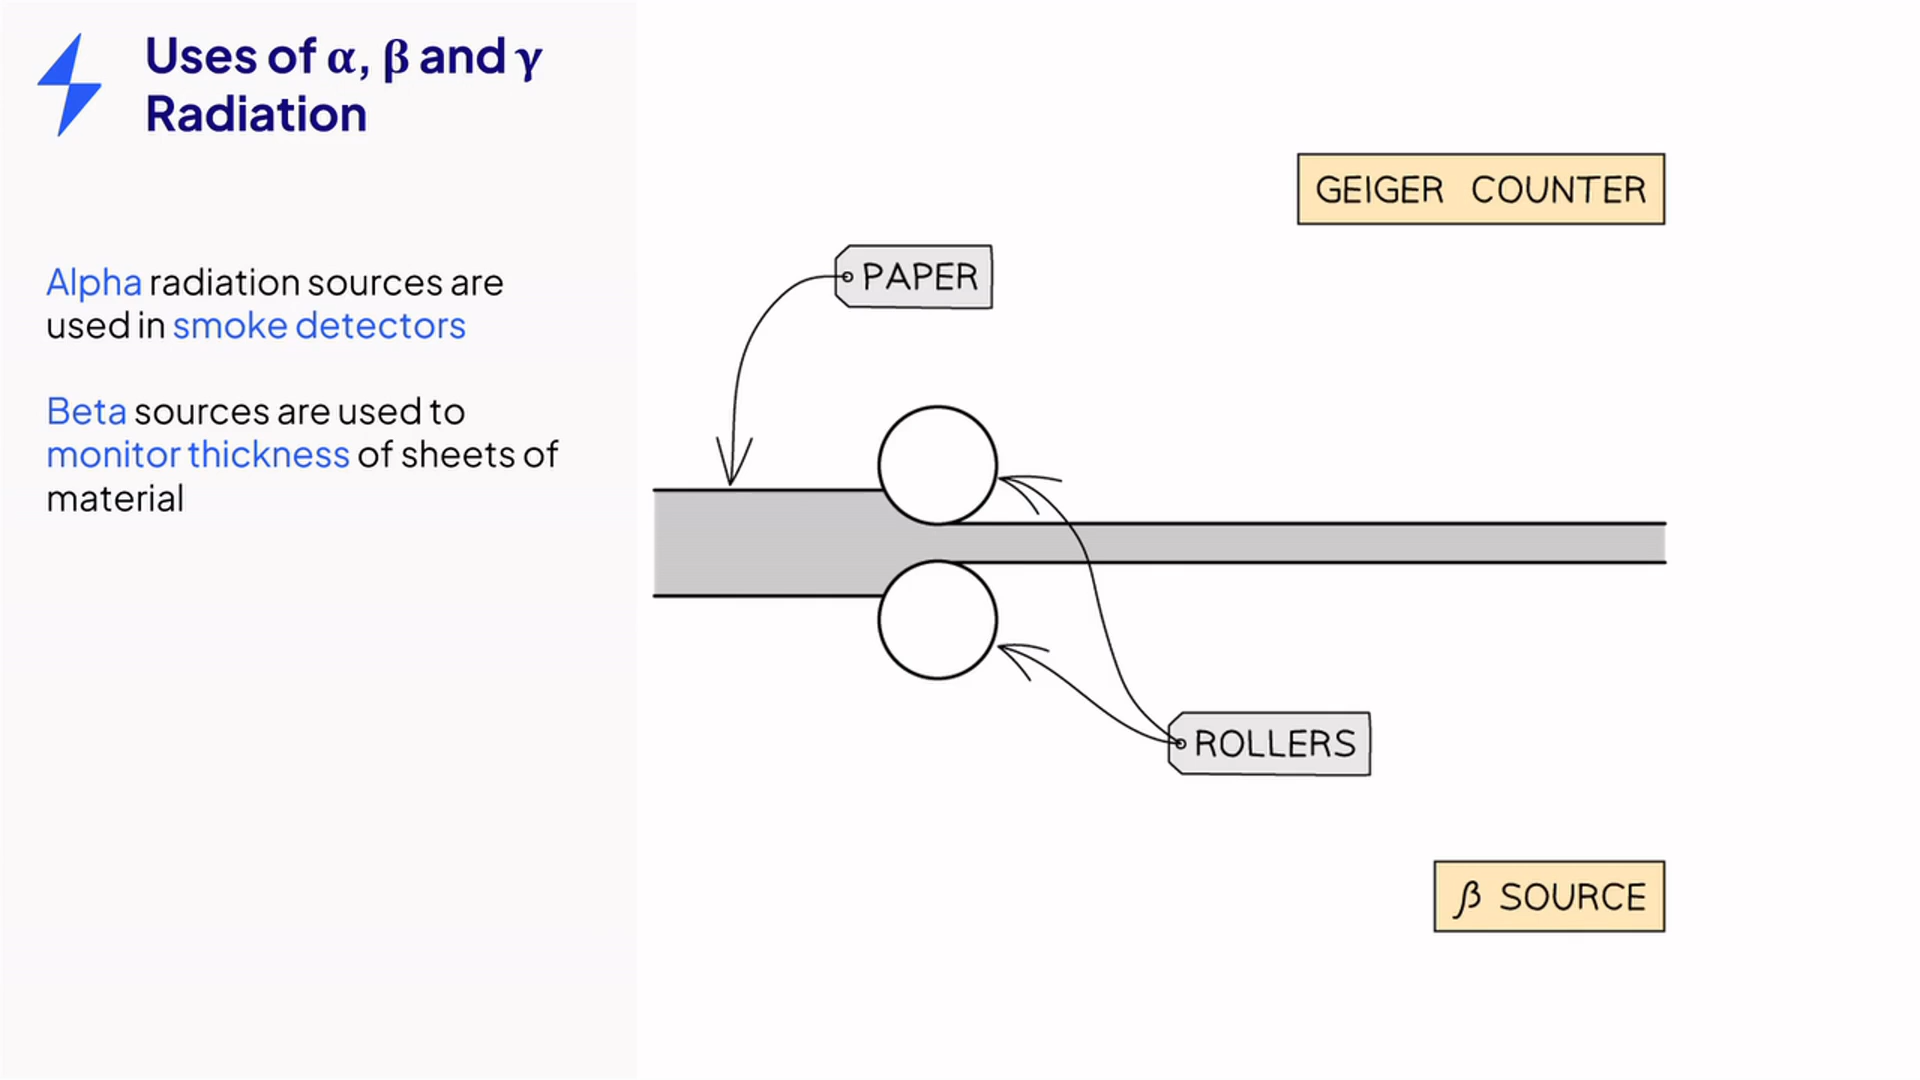 Uses of α, β and γ
Radiation
Alpha radiation sources are
used in smoke detectors
Beta sources are used to
monitor thickness of sheets of
material
GEIGER COUNTER
PAPER
ROLLERS
β SOURCE